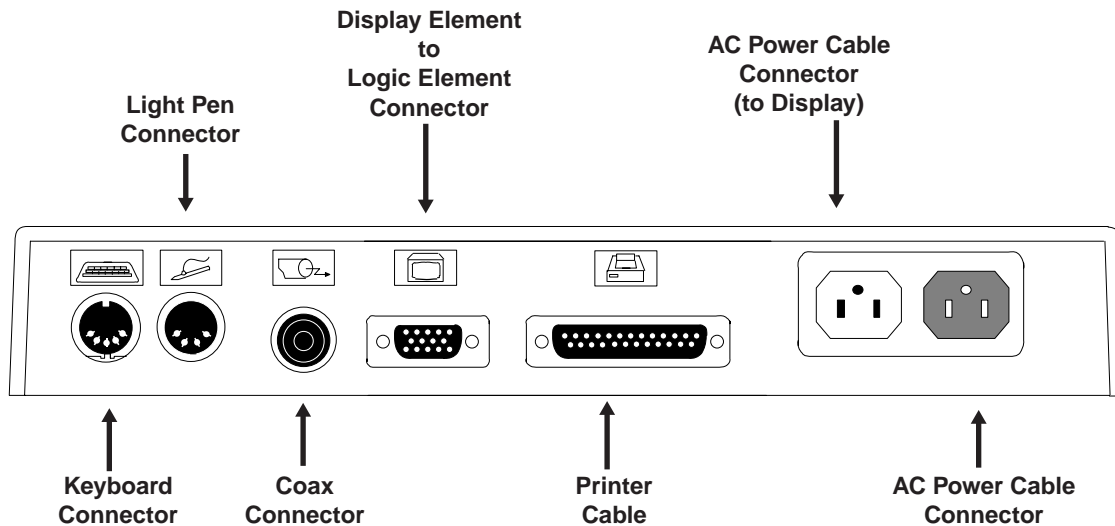 Display Element
to
Logic Element
Connector
AC Power Cable
Connector
(to Display)
Light Pen
Connector
Keyboard
Connector
Coax
Connector
Printer
Cable
AC Power Cable
Connector